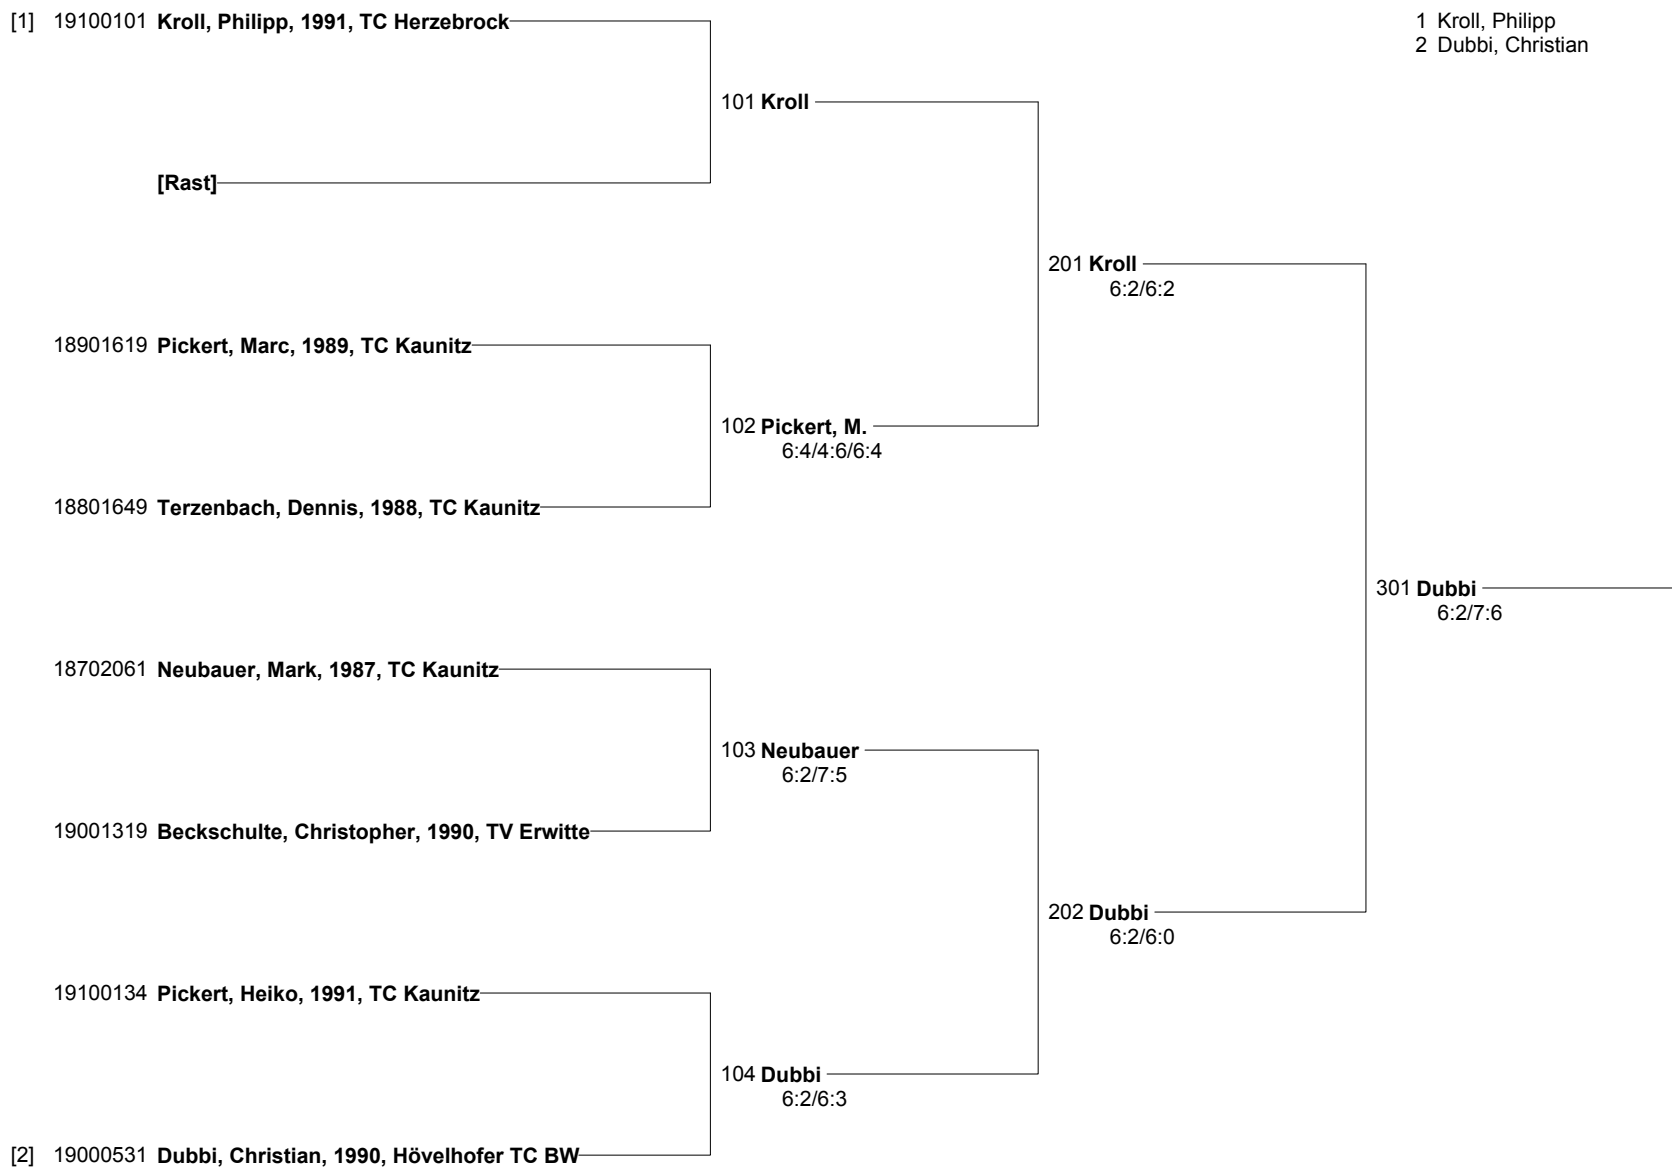 [1] 19100101 Kroll, Philipp, 1991, TC Herzebrock
1 Kroll, Philipp
2 Dubbi, Christian
101 Kroll
[Rast]
201 Kroll
6:2/6:2
18901619 Pickert, Marc, 1989, TC Kaunitz
102 Pickert, M.
6:4/4:6/6:4
18801649 Terzenbach, Dennis, 1988, TC Kaunitz
301 Dubbi
6:2/7:6
18702061 Neubauer, Mark, 1987, TC Kaunitz
103 Neubauer
6:2/7:5
19001319 Beckschulte, Christopher, 1990, TV Erwitte
202 Dubbi
6:2/6:0
19100134 Pickert, Heiko, 1991, TC Kaunitz
104 Dubbi
6:2/6:3
[2] 19000531 Dubbi, Christian, 1990, Hövelhofer TC BW